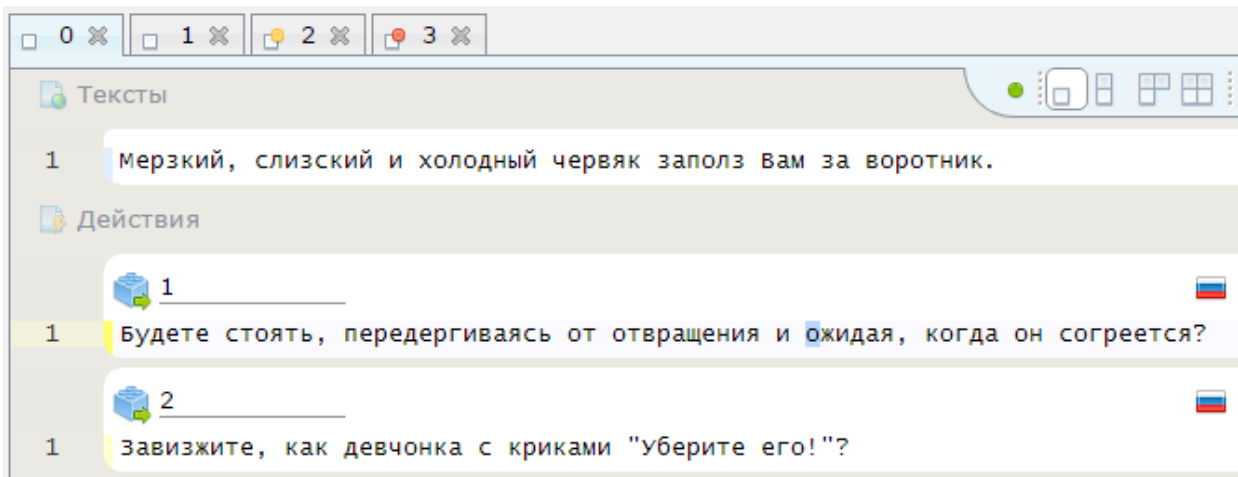 0 1 2 3
Тексты
1 Мерзкий, слизский и холодный червяк заполз Вам за воротник.
Действия
1
1 Будете стоять, передергиваясь от отвращения и ожидая, когда он согреется?
2
1 Завизжите, как девчонка с криками "Уберите его!"?